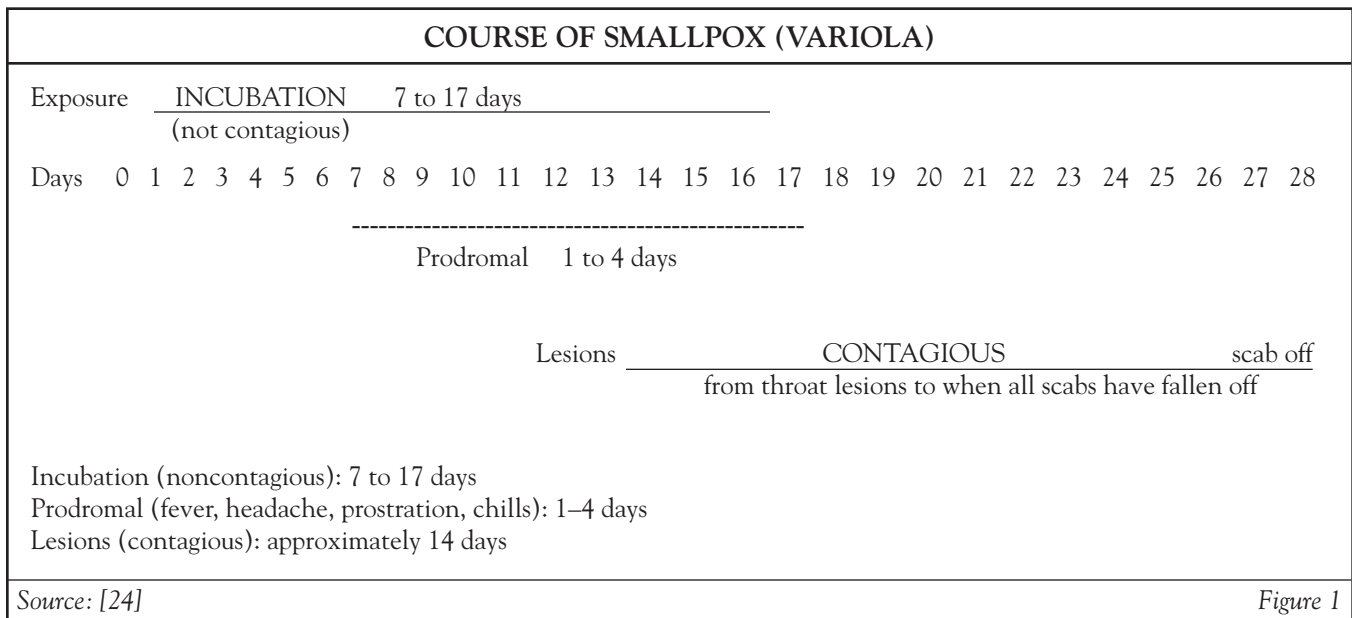 COURSE OF SMALLPOX (VARIOLA)
Exposure INCUBATION 7 to 17 days
(not contagious)
Days 0 1 2 3 4 5 6 7 8 9 10 11 12 13 14 15 16 17 18 19 20 21 22 23 24 25 26 27 28
Prodromal 1 to 4 days
Lesions CONTAGIOUS scab off
from throat lesions to when all scabs have fallen off
Incubation (noncontagious): 7 to 17 days
Prodromal (fever, headache, prostration, chills): 1–4 days
Lesions (contagious): approximately 14 days
Source: [24] Figure 1